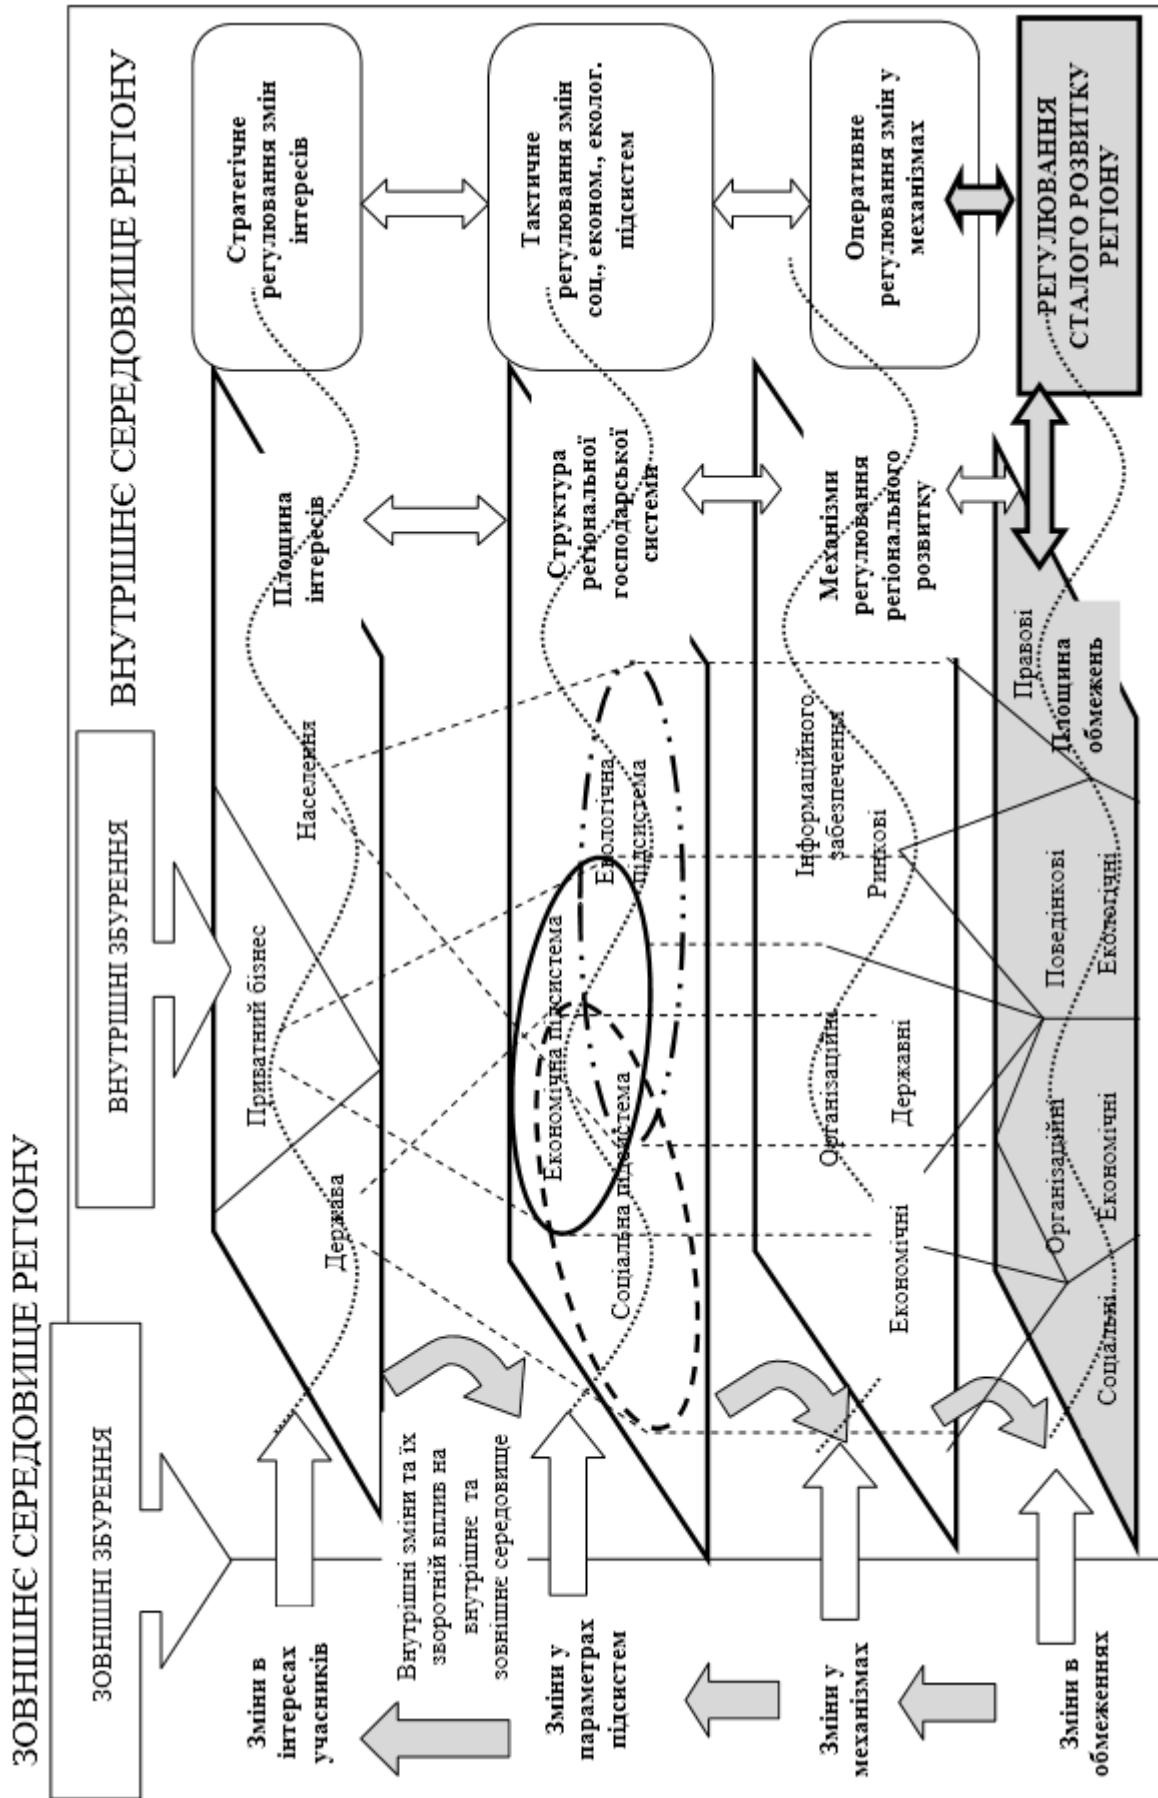 ЗОВНІШНЄ СЕРЕДОВИЩЕ РЕГІОНУ
ЗОВНІШНІ ЗБУРЕННЯ
ВНУТРІШНІ ЗБУРЕННЯ
ВНУТРІШНЄ СЕРЕДОВИЩЕ РЕГІОНУ
Зміни в
інтересах
учасників
Держава
Приватний бізнес
Населення
Площина
інтересів
Стратегічне
регулювання змін
інтересів
Внутрішні зміни та їх
зворотній вплив на
внутрішнє та
зовнішнє середовище
Зміни у
параметрах
підсистем
Економічна підсистема
Соціальна підсистема
Екологічна
підсистема
Структура
регіональної
господарської
системи
Тактичне
регулювання змін
соц., економ., еколог.
підсистем
Зміни у
механізмах
Економічні
Організаційні
Державні
Інформаційного
забезпечення
Ринкові
Механізми
регулювання
регіонального
розвитку
Оперативне
регулювання змін у
механізмах
Зміни в
обмеженнях
Соціальні
Організаційні
Економічні
Поведінкові
Екологічні
Правові
Площина
обмежень
РЕГУЛЮВАННЯ
СТАЛОГО РОЗВИТКУ
РЕГІОНУ